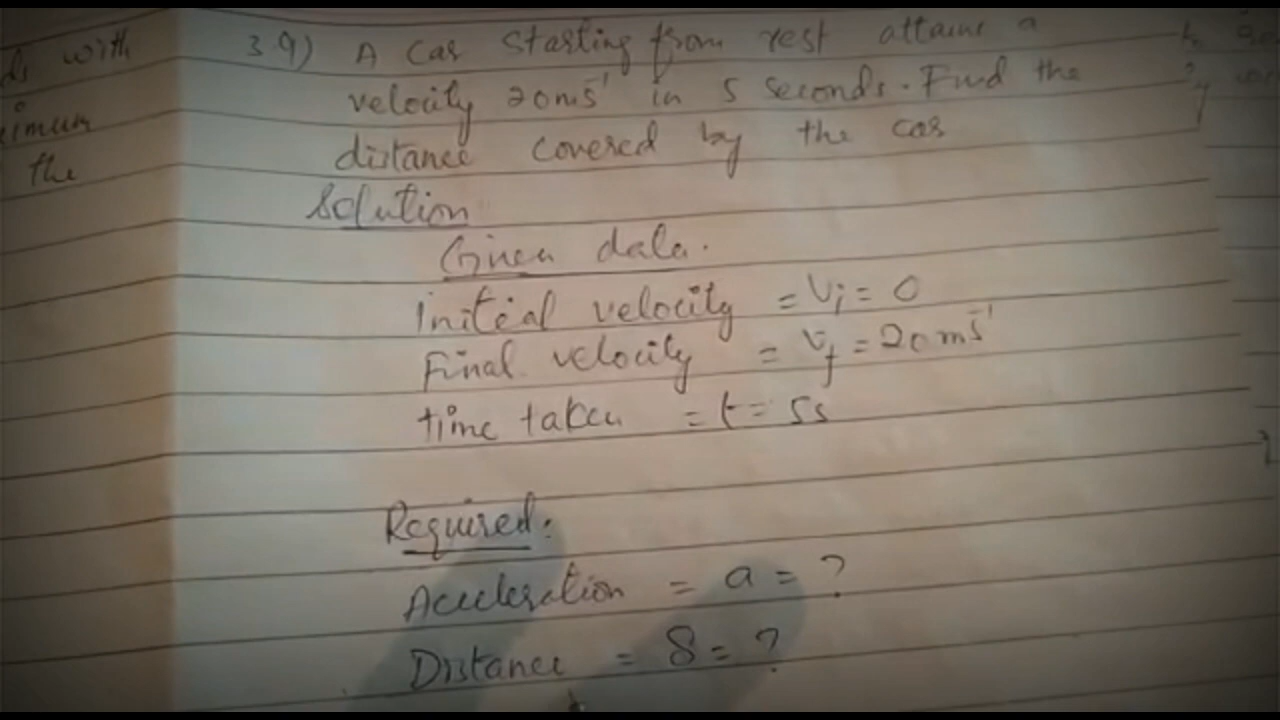 with
3.9) A car starting from rest attains a
velocity 20ms⁻¹ in 5 seconds. Find the
the
distance covered by the car
Solution
Given data.
Initial velocity = Vi = 0
Final velocity = Vf = 20ms⁻¹
time taken = t = 5s
Required:
Acceleration = a = ?
Distance = S = ?